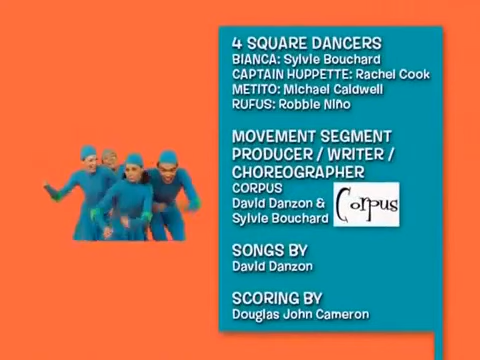 4 SQUARE DANCERS
BIANCA: Sylvie Bouchard
CAPTAIN HUPPETTE: Rachel Cook
METITO: Michael Caldwell
RUFUS: Robbie Niño
MOVEMENT SEGMENT
PRODUCER / WRITER /
CHOREOGRAPHER
CORPUS
David Danzon &
Sylvie Bouchard
Corpus
SONGS BY
David Danzon
SCORING BY
Douglas John Cameron